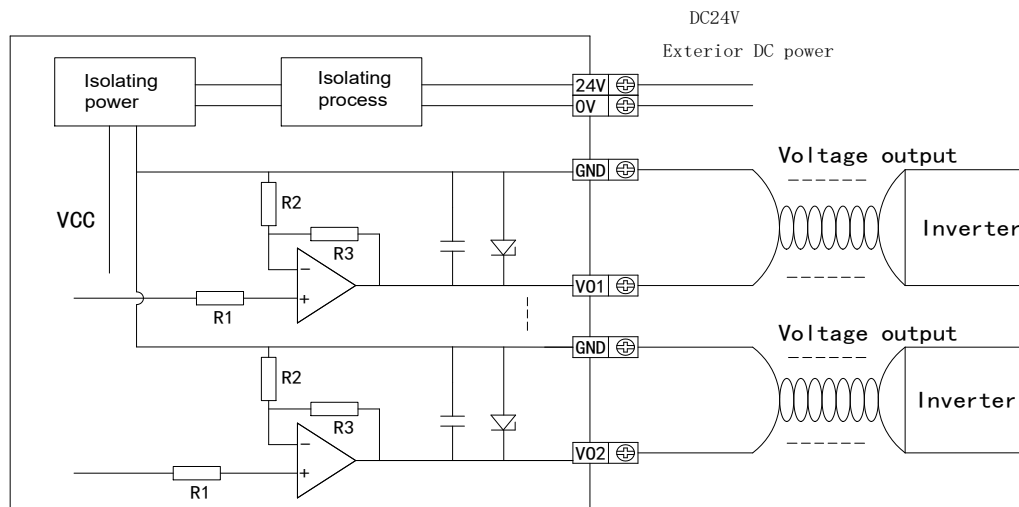 DC24V
Exterior DC power
Isolating
power
Isolating
process
24V
0V
GND
Voltage output
R2
VCC
R3
Inverter
−
+
R1
VO1
GND
Voltage output
R2
R3
Inverter
−
+
R1
VO2